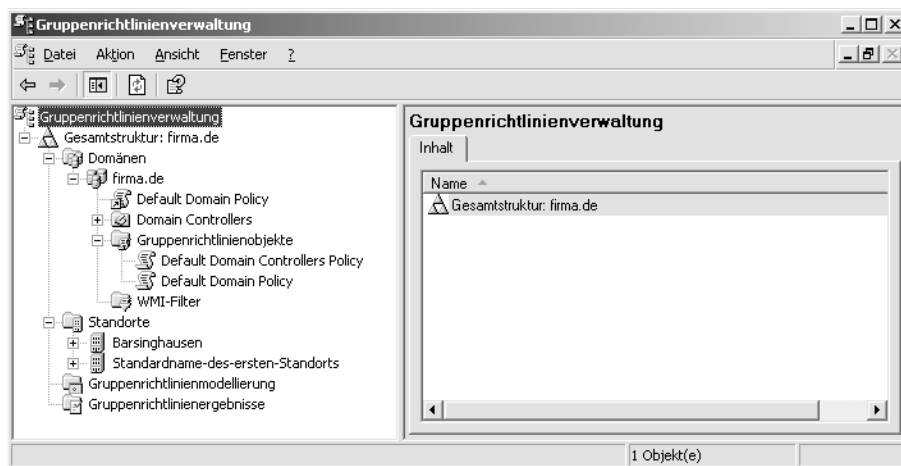 Gruppenrichtlinienverwaltung
Datei Aktion Ansicht Fenster ?
Gruppenrichtlinienverwaltung
Gesamtstruktur: firma.de
Domänen
firma.de
Default Domain Policy
Domain Controllers
Gruppenrichtlinienobjekte
Default Domain Controllers Policy
Default Domain Policy
WMI-Filter
Standorte
Barsinghausen
Standardname-des-ersten-Standorts
Gruppenrichtlinienmodellierung
Gruppenrichtlinienergebnisse
Gruppenrichtlinienverwaltung
Inhalt
Name
Gesamtstruktur: firma.de
1 Objekt(e)